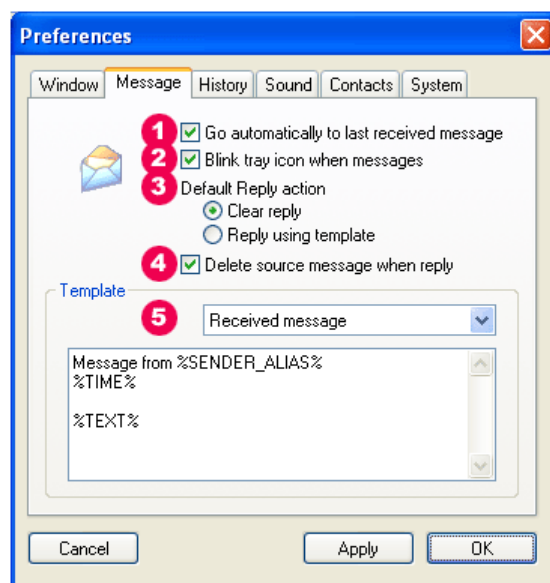 Preferences
Window Message History Sound Contacts System
1 Go automatically to last received message
2 Blink tray icon when messages
3 Default Reply action
Clear reply
Reply using template
4 Delete source message when reply
Template
5 Received message
Message from %SENDER_ALIAS%
%TIME%
%TEXT%
Cancel Apply OK